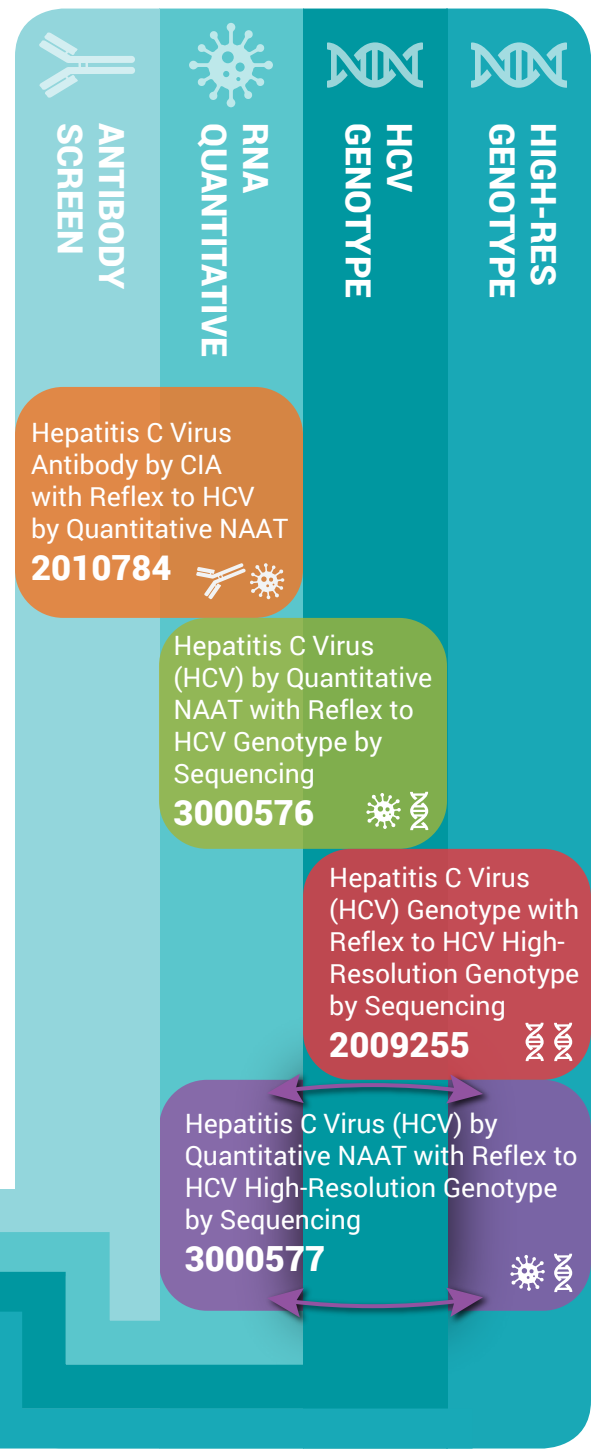 ANTIBODY
SCREEN
RNA
QUANTITATIVE
HCV
GENOTYPE
HIGH-RES
GENOTYPE
Hepatitis C Virus
Antibody by CIA
with Reflex to HCV
by Quantitative NAAT
2010784
Hepatitis C Virus
(HCV) by Quantitative
NAAT with Reflex to
HCV Genotype by
Sequencing
3000576
Hepatitis C Virus
(HCV) Genotype with
Reflex to HCV High-
Resolution Genotype
by Sequencing
2009255
Hepatitis C Virus (HCV) by
Quantitative NAAT with Reflex to
HCV High-Resolution Genotype
by Sequencing
3000577